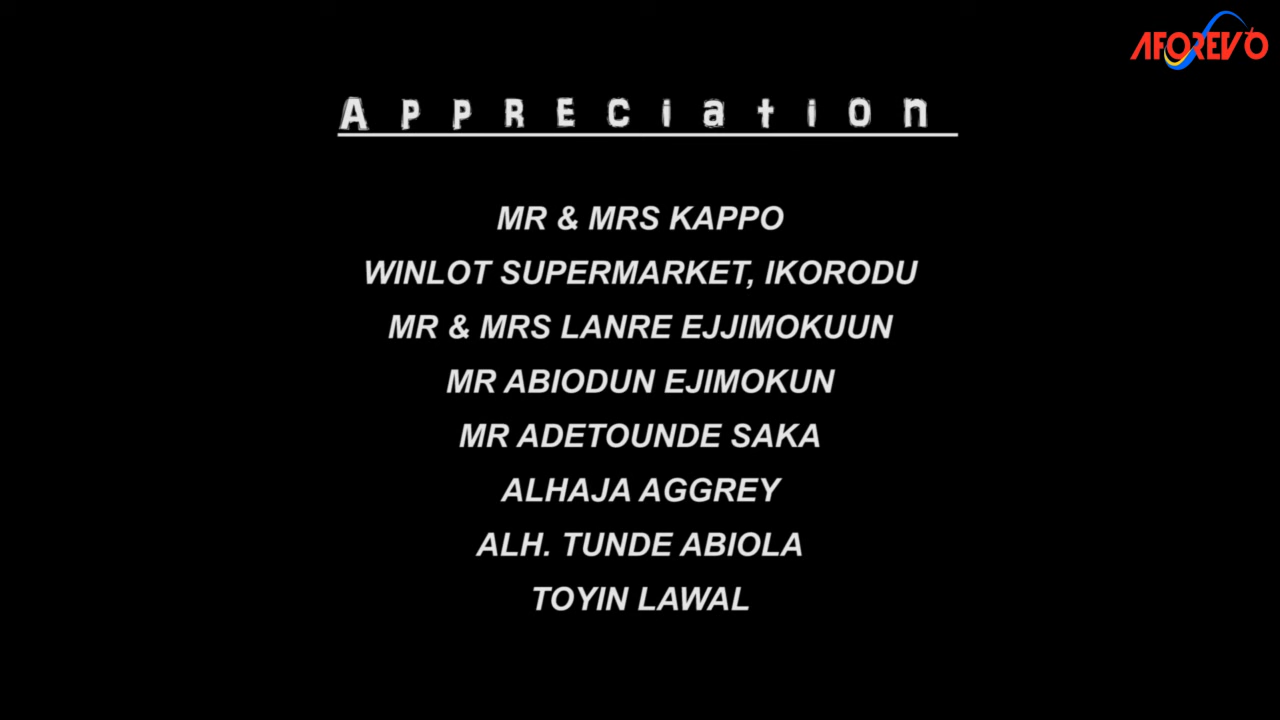 AFOREVO
APPRECiation
MR & MRS KAPPO
WINLOT SUPERMARKET, IKORODU
MR & MRS LANRE EJJIMOKUUN
MR ABIODUN EJIMOKUN
MR ADETOUNDE SAKA
ALHAJA AGGREY
ALH. TUNDE ABIOLA
TOYIN LAWAL